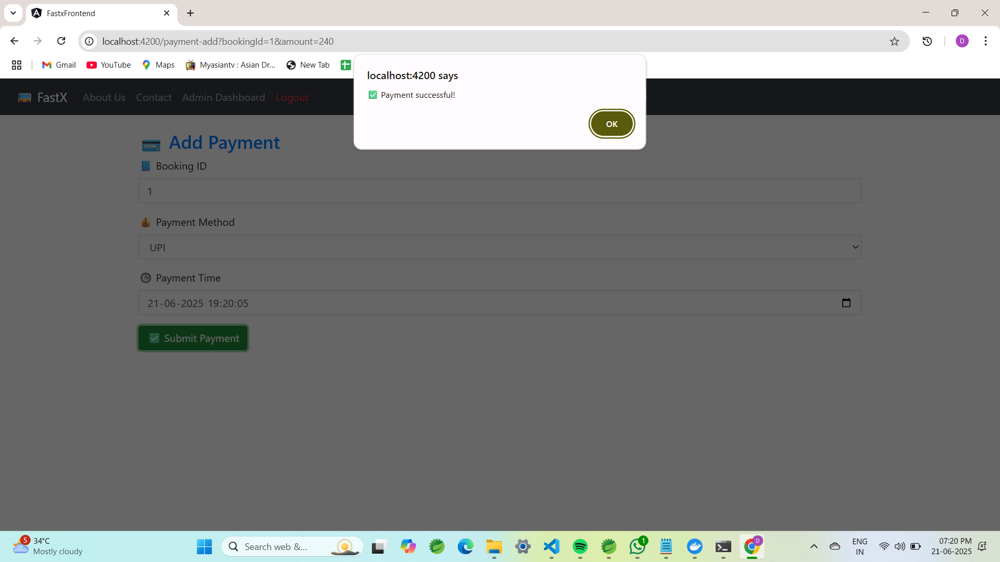 FastxFrontend
localhost:4200/payment-add?bookingId=1&amount=240
D
Gmail
YouTube
Maps
Myasiantv : Asian Dr...
New Tab
localhost:4200 says
✅ Payment successful!
OK
FastX
About Us
Contact
Admin Dashboard
Logout
Add Payment
Booking ID
1
Payment Method
UPI
Payment Time
21-06-2025 19:20:05
✅ Submit Payment
5
34°C
Mostly cloudy
Search web &...
1
D
ENG
IN
07:20 PM
21-06-2025